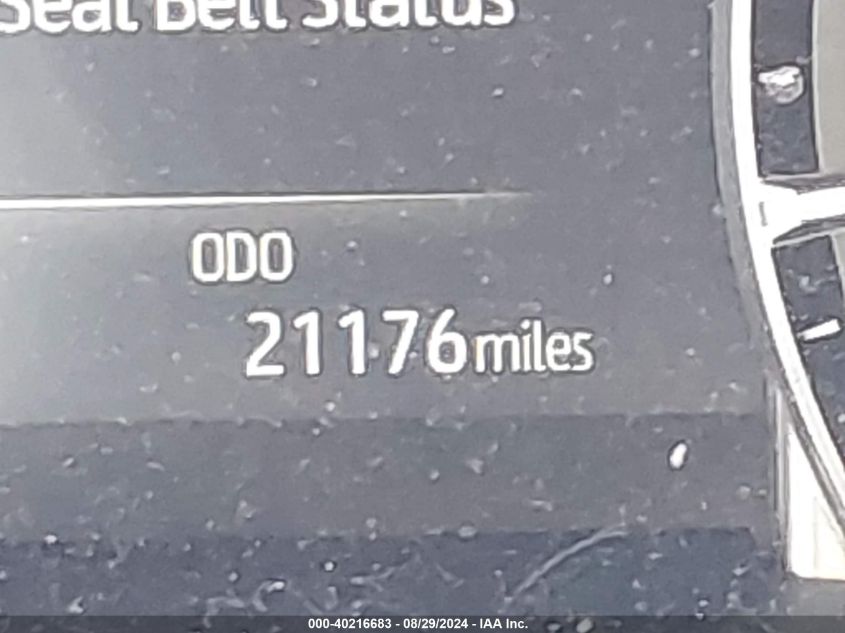 Seat Belt Status
ODO
21176 miles
000-40216683 - 08/29/2024 - IAA Inc.